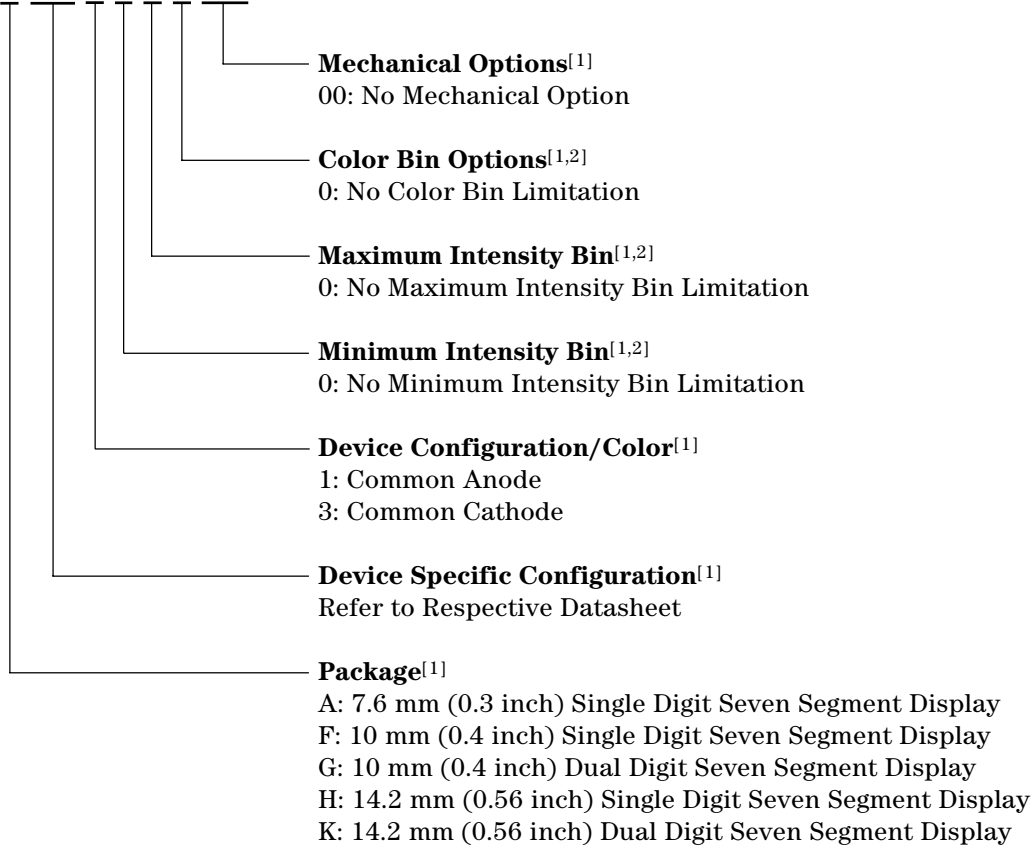 Mechanical Options[1]
00: No Mechanical Option
Color Bin Options[1,2]
0: No Color Bin Limitation
Maximum Intensity Bin[1,2]
0: No Maximum Intensity Bin Limitation
Minimum Intensity Bin[1,2]
0: No Minimum Intensity Bin Limitation
Device Configuration/Color[1]
1: Common Anode
3: Common Cathode
Device Specific Configuration[1]
Refer to Respective Datasheet
Package[1]
A: 7.6 mm (0.3 inch) Single Digit Seven Segment Display
F: 10 mm (0.4 inch) Single Digit Seven Segment Display
G: 10 mm (0.4 inch) Dual Digit Seven Segment Display
H: 14.2 mm (0.56 inch) Single Digit Seven Segment Display
K: 14.2 mm (0.56 inch) Dual Digit Seven Segment Display